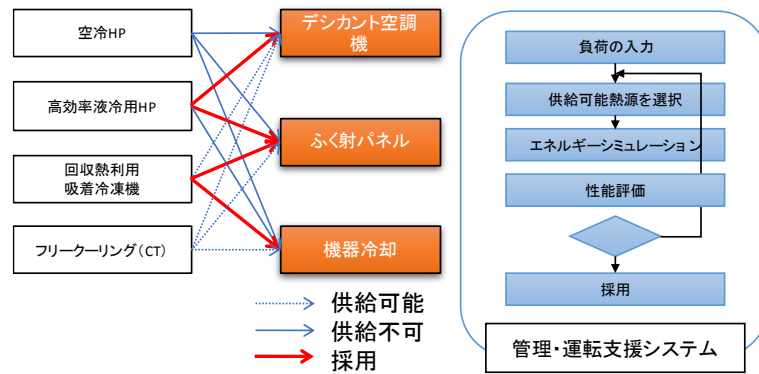 空冷HP
高効率液冷用HP
回収熱利用
吸着冷凍機
フリークーリング(CT)
デシカント空調
機
ふく射パネル
機器冷却
供給可能
供給不可
採用
負荷の入力
供給可能熱源を選択
エネルギーシミュレーション
性能評価
採用
管理・運転支援システム